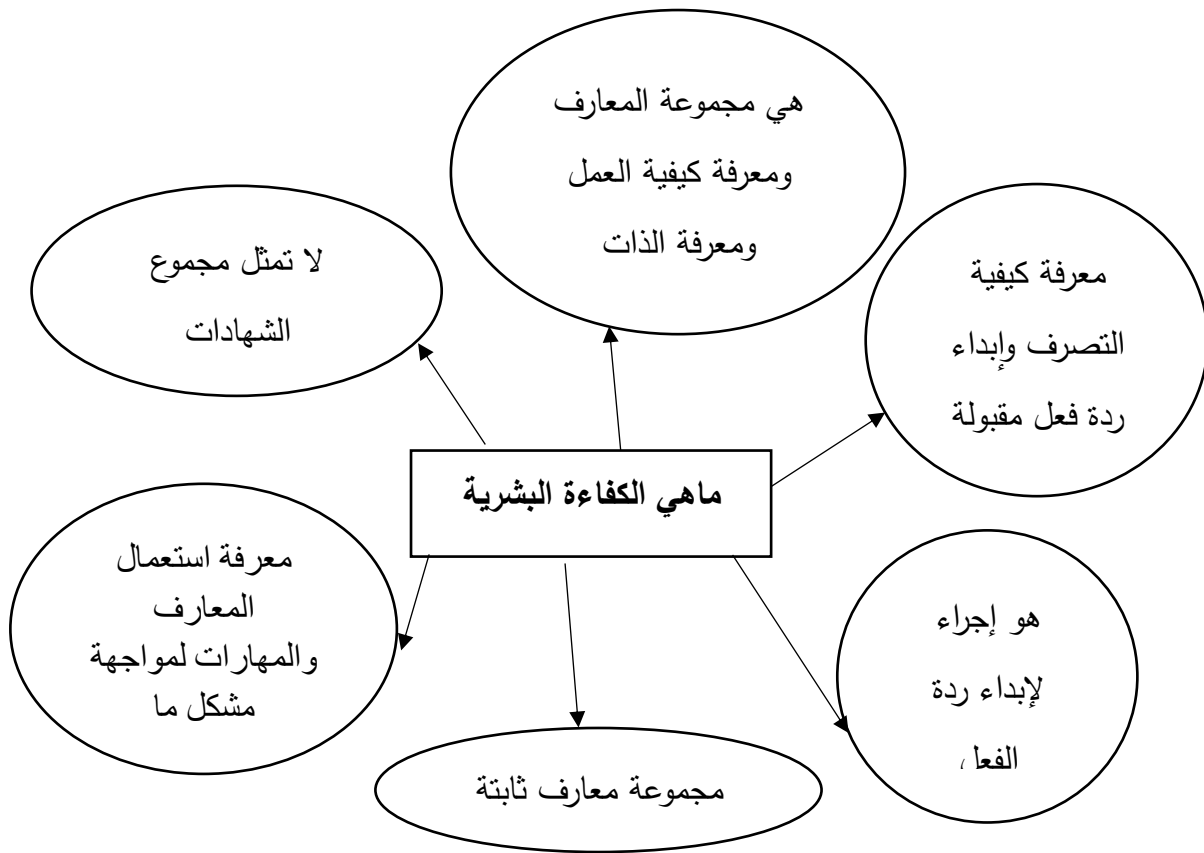 هي مجموعة المعارف
ومعرفة كيفية العمل
ومعرفة الذات
معرفة كيفية
التصرف وإبداء
ردة فعل مقبولة
لا تمثل مجموع
الشهادات
ماهي الكفاءة البشرية
هو إجراء
لإبداء ردة
الفعل
معرفة استعمال
المعارف
والمهارات لمواجهة
مشكل ما
مجموعة معارف ثابتة